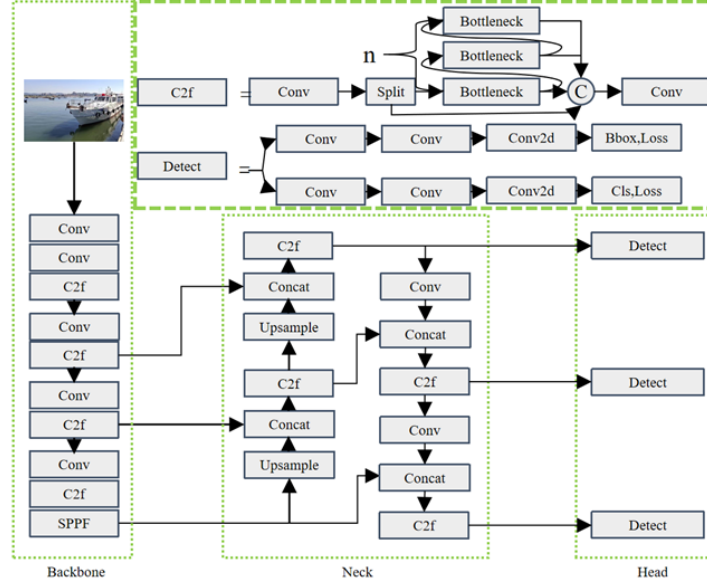 C2f
=
Conv
Split
n
Bottleneck
Bottleneck
Bottleneck
C
Conv
Detect
=
Conv
Conv
Conv2d
Bbox,Loss
Conv
Conv
Conv2d
Cls,Loss
Conv
Conv
C2f
Conv
C2f
Conv
C2f
Conv
C2f
SPPF
Backbone
C2f
Concat
Upsample
C2f
Concat
Upsample
Conv
Concat
C2f
Conv
Concat
C2f
Neck
Detect
Detect
Detect
Head